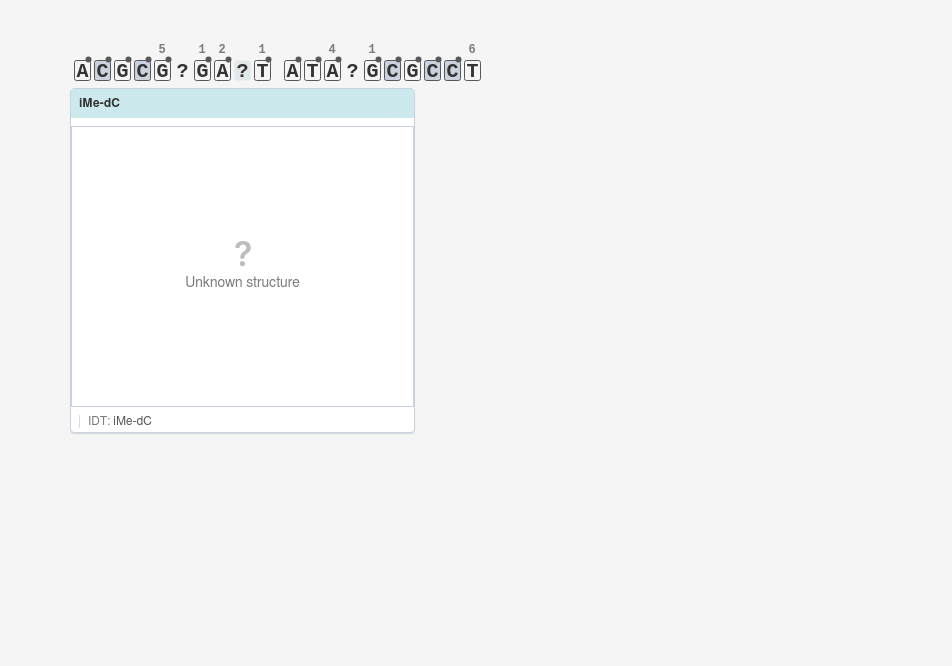 5 1 2 1 4 1 6
A C G C G ? G A ? T A T A ? G C G C C T
iMe-dC
?
Unknown structure
IDT: iMe-dC